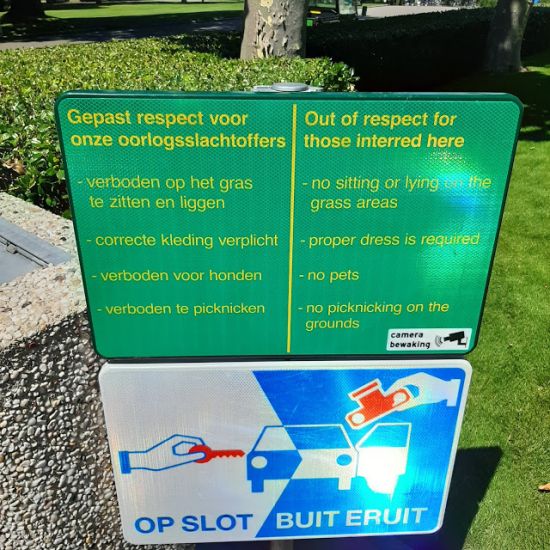 Gepast respect voor
onze oorlogsslachtoffers
- verboden op het gras
te zitten en liggen
- correcte kleding verplicht
- verboden voor honden
- verboden te picknicken
Out of respect for
those interred here
- no sitting or lying on the
grass areas
- proper dress is required
- no pets
- no picknicking on the
grounds
camera
bewaking
OP SLOT BUIT ERUIT